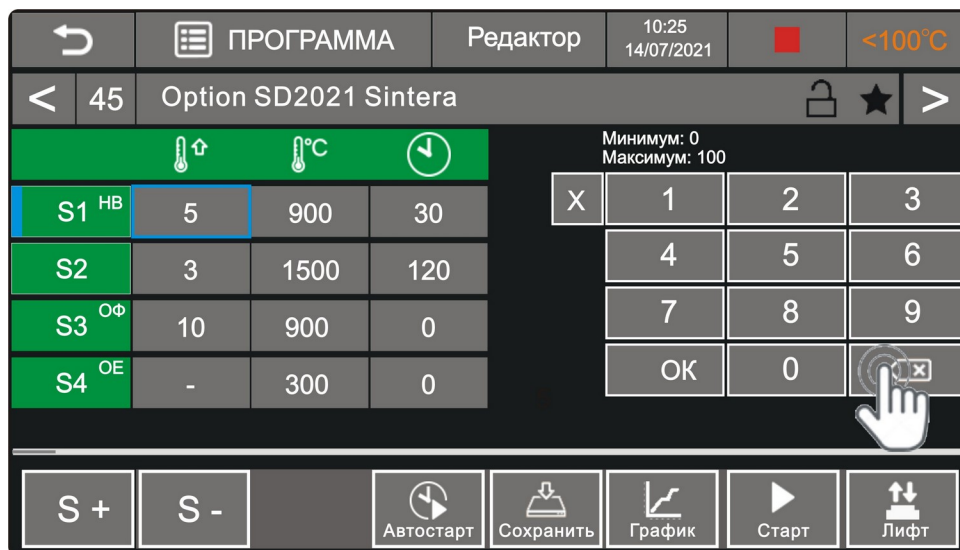 ПРОГРАММА Редактор 10:25 14/07/2021 <100°C
< 45 Option SD2021 Sintera >
°C
Минимум: 0
Максимум: 100
S1 НВ 5 900 30
S2 3 1500 120
S3 ОФ 10 900 0
S4 ОЕ - 300 0
X 1 2 3
4 5 6
7 8 9
ОК 0
S + S - Автостарт Сохранить График Старт Лифт